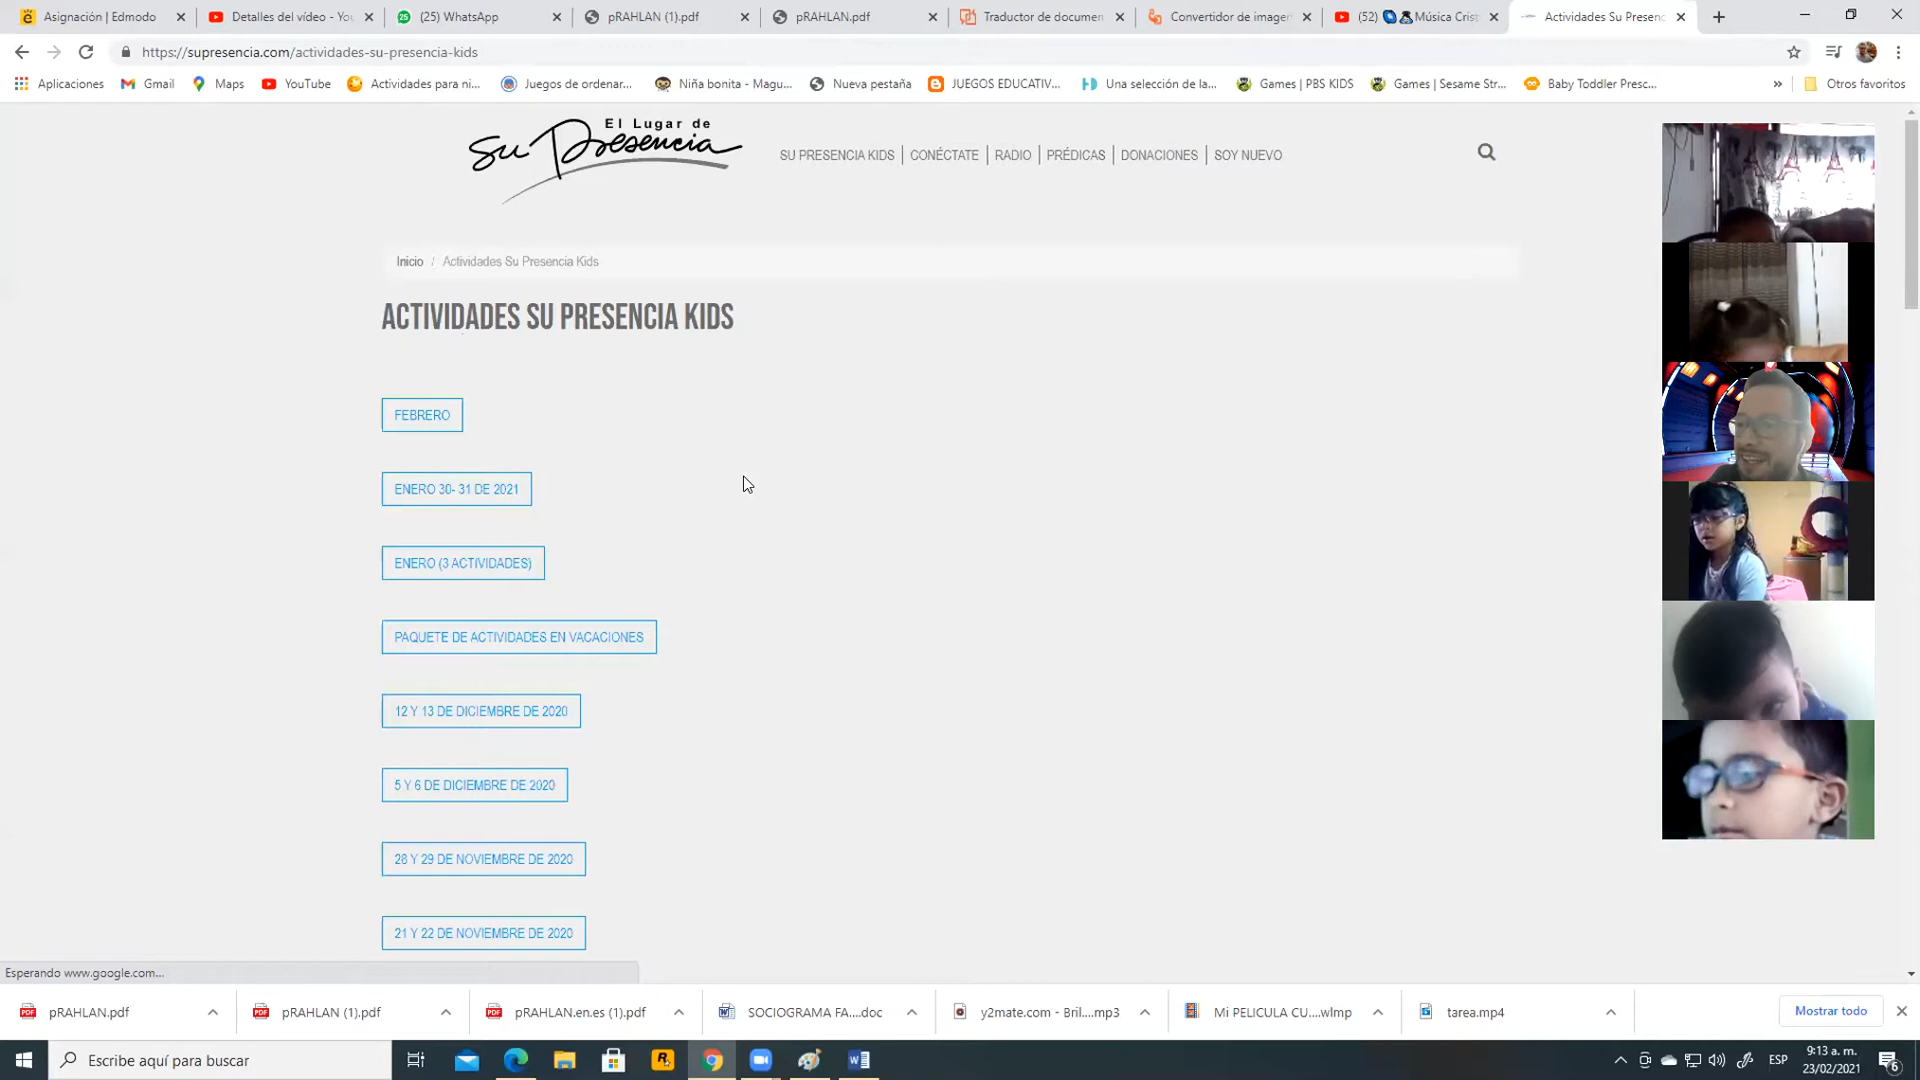 Asignación | Edmodo
Detalles del vídeo - You
(25) WhatsApp
pRAHLAN (1).pdf
pRAHLAN.pdf
Traductor de documen
Convertidor de imagen
(52) Música Cris
Actividades Su Presenc
https://supresencia.com/actividades-su-presencia-kids
Aplicaciones
Gmail
Maps
YouTube
Actividades para ni...
Juegos de ordenar...
Niña bonita - Magu...
Nueva pestaña
JUEGOS EDUCATIV...
Una selección de la...
Games | PBS KIDS
Games | Sesame Str...
Baby Toddler Presc...
»
Otros favoritos
El Lugar de
Su Presencia
SU PRESENCIA KIDS | CONÉCTATE | RADIO | PRÉDICAS | DONACIONES | SOY NUEVO
Inicio / Actividades Su Presencia Kids
ACTIVIDADES SU PRESENCIA KIDS
FEBRERO
ENERO 30- 31 DE 2021
ENERO (3 ACTIVIDADES)
PAQUETE DE ACTIVIDADES EN VACACIONES
12 Y 13 DE DICIEMBRE DE 2020
5 Y 6 DE DICIEMBRE DE 2020
28 Y 29 DE NOVIEMBRE DE 2020
21 Y 22 DE NOVIEMBRE DE 2020
Esperando www.google.com...
pRAHLAN.pdf
pRAHLAN (1).pdf
pRAHLAN.en.es (1).pdf
SOCIOGRAMA FA....doc
y2mate.com - Bril....mp3
Mi PELICULA CU....wlmp
tarea.mp4
Mostrar todo
Escribe aquí para buscar
ESP
9:13 a. m.
23/02/2021
6